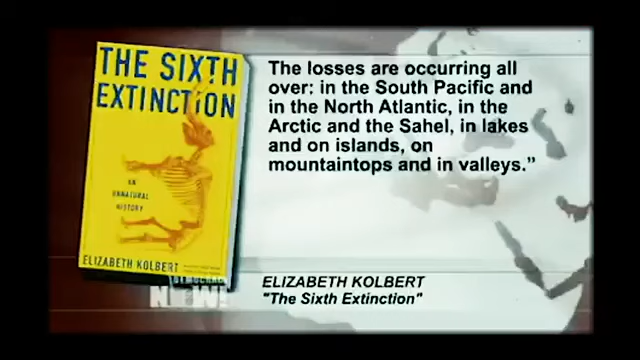 THE SIXTH
EXTINCTION
AN
UNNATURAL
HISTORY
ELIZABETH KOLBERT
The losses are occurring all
over: in the South Pacific and
in the North Atlantic, in the
Arctic and the Sahel, in lakes
and on islands, on
mountaintops and in valleys.”
ELIZABETH KOLBERT
"The Sixth Extinction"
DEMOCRACY
NOW!